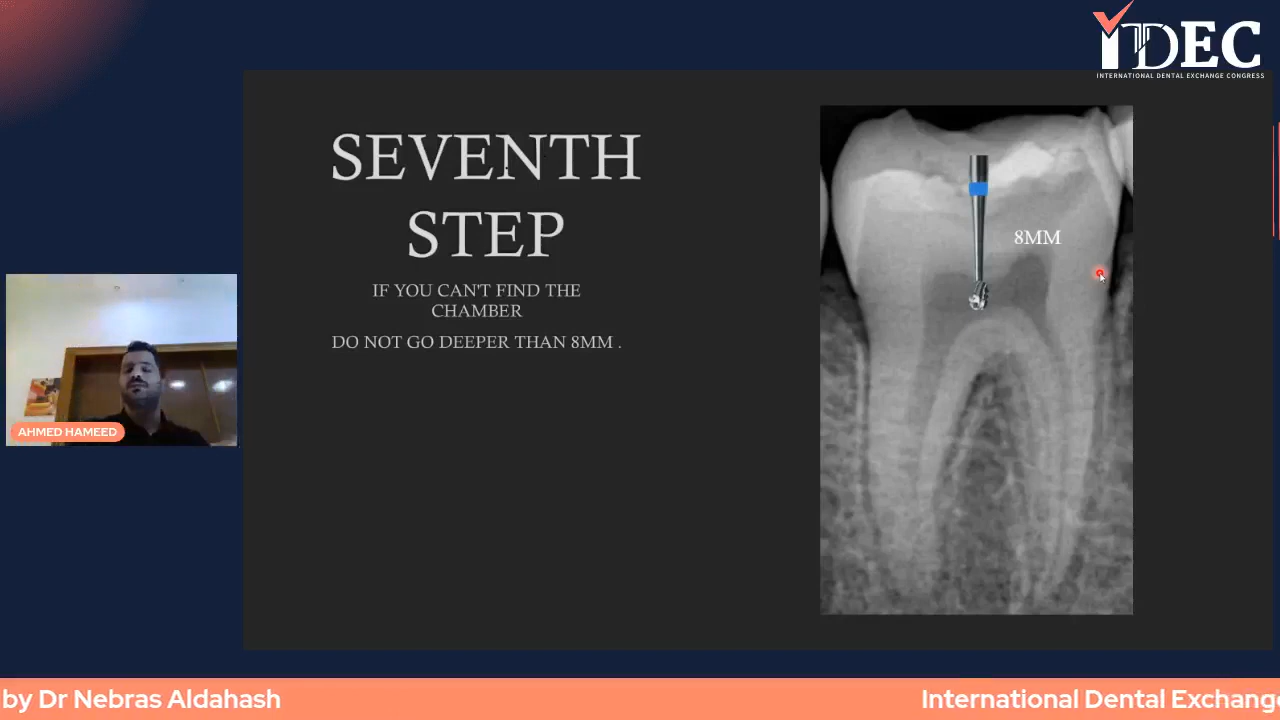 IDEC
INTERNATIONAL DENTAL EXCHANGE CONGRESS
SEVENTH
STEP
IF YOU CAN'T FIND THE
CHAMBER
DO NOT GO DEEPER THAN 8MM .
8MM
AHMED HAMEED
by Dr Nebras Aldahash
International Dental Exchange